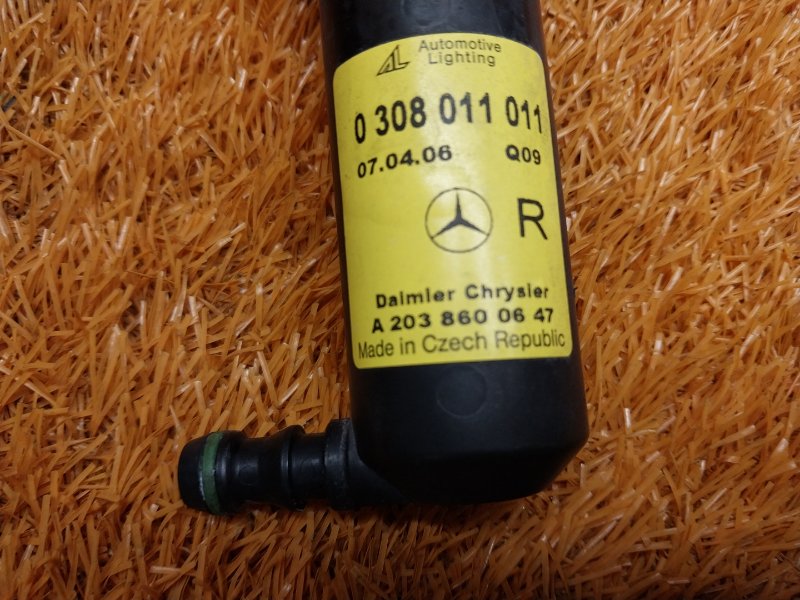 AL Automotive
Lighting
0 308 011 011
07.04.06 Q09
R
Daimler Chrysler
A 203 860 06 47
Made in Czech Republic